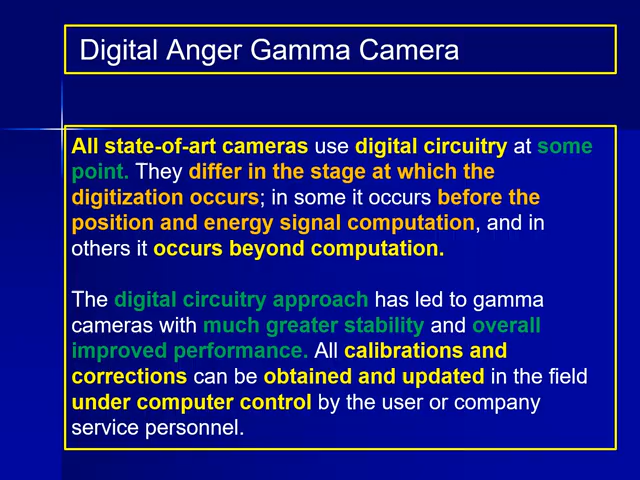 Digital Anger Gamma Camera
All state-of-art cameras use digital circuitry at some
point. They differ in the stage at which the
digitization occurs; in some it occurs before the
position and energy signal computation, and in
others it occurs beyond computation.
The digital circuitry approach has led to gamma
cameras with much greater stability and overall
improved performance. All calibrations and
corrections can be obtained and updated in the field
under computer control by the user or company
service personnel.